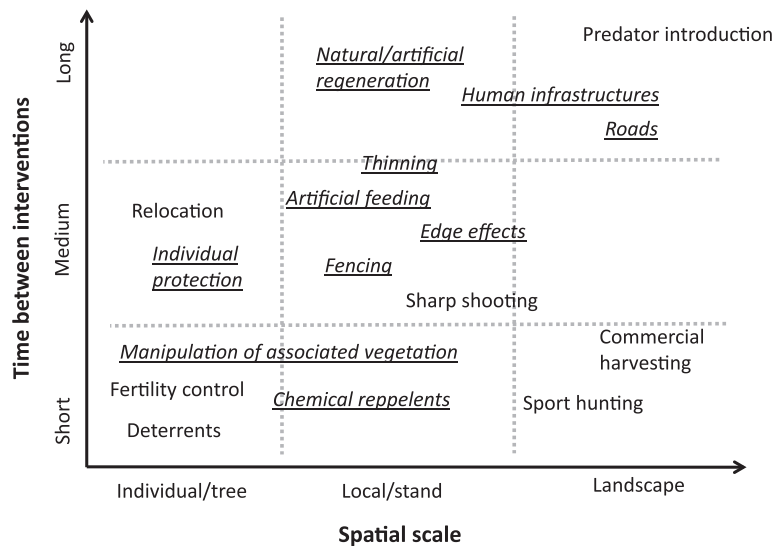 Predator introduction
Natural/artificial
regeneration
Human infrastructures
Roads
Thinning
Artificial feeding
Relocation
Edge effects
Individual
protection
Fencing
Sharp shooting
Commercial
harvesting
Manipulation of associated vegetation
Fertility control
Chemical reppelents
Sport hunting
Deterrents
Time between interventions
Long
Medium
Short
Individual/tree
Local/stand
Landscape
Spatial scale